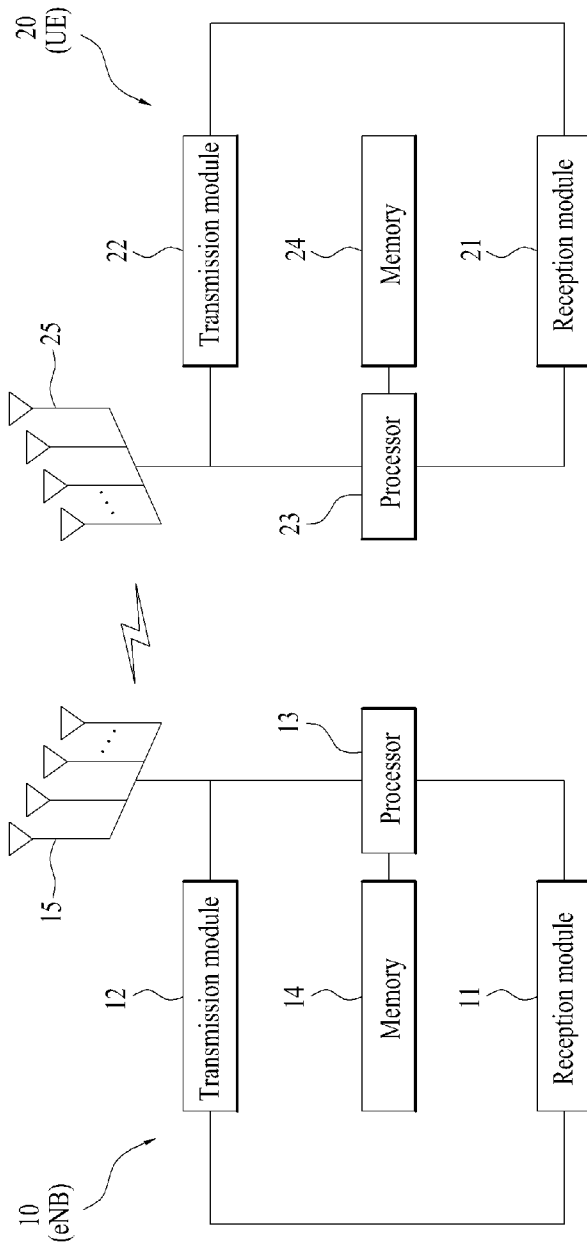 10
(eNB)
20
(UE)
15
25
12
Transmission module
22
Transmission module
13
14
Memory
Processor
24
Memory
23
Processor
11
Reception module
21
Reception module